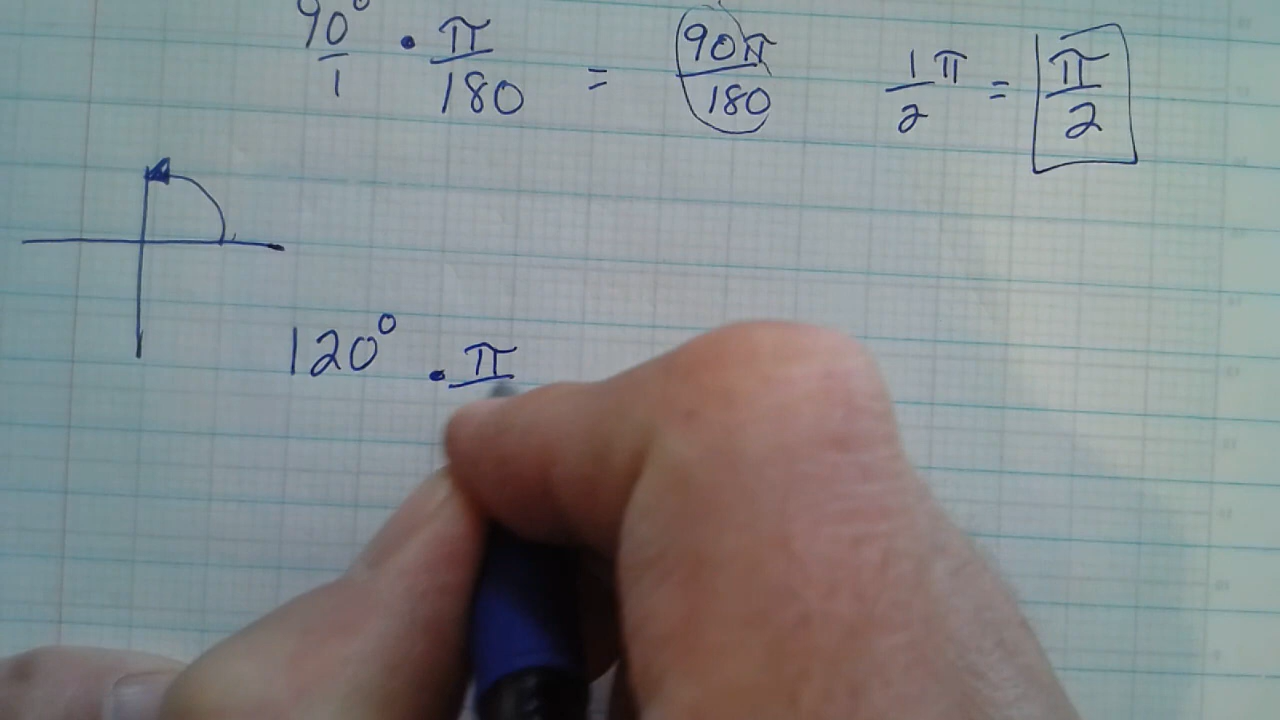 90°/1 · π/180 = 90π/180 1/2 π = π/2
120° · π